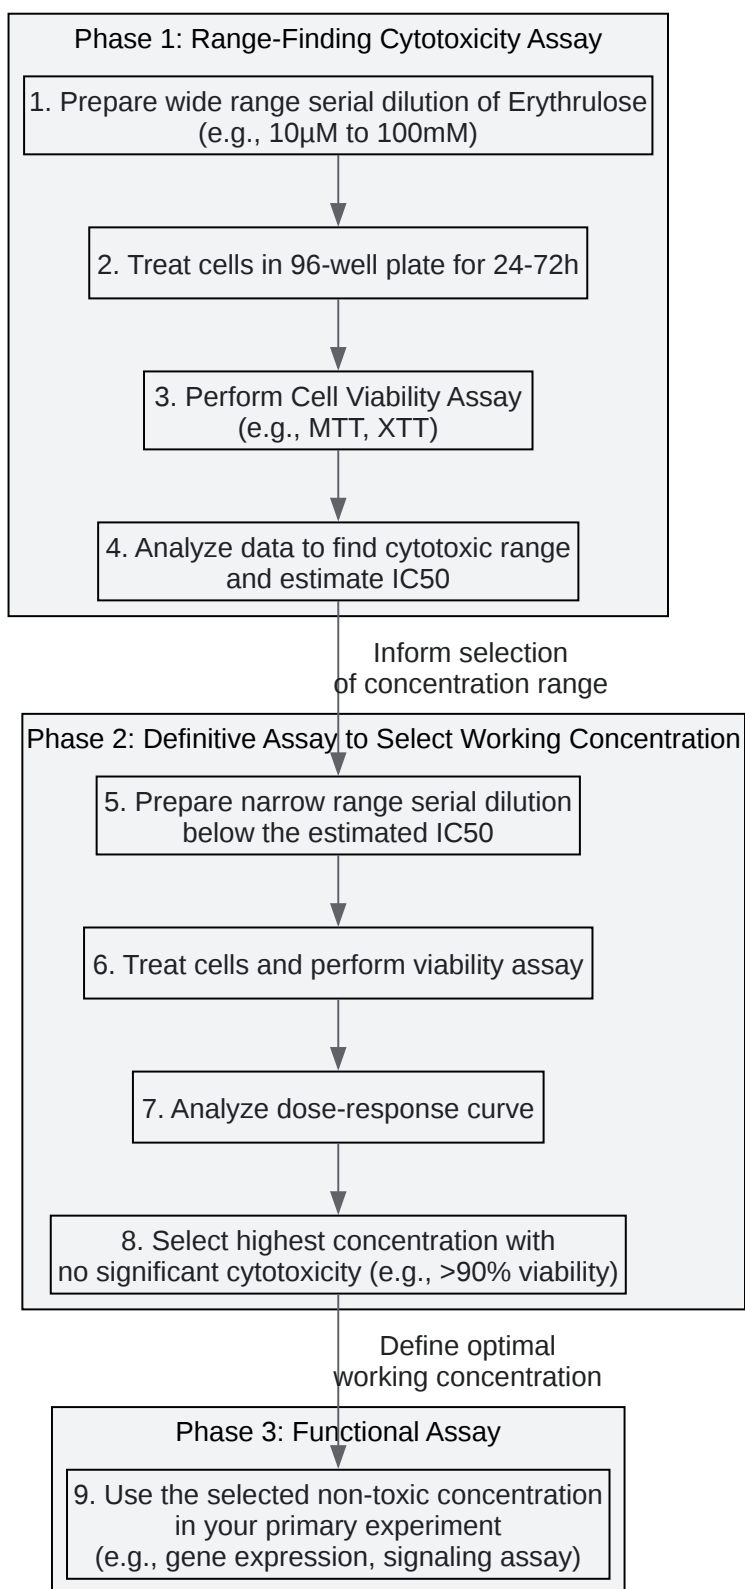 Phase 1: Range-Finding Cytotoxicity Assay
1. Prepare wide range serial dilution of Erythrulose
(e.g., 10µM to 100mM)
2. Treat cells in 96-well plate for 24-72h
3. Perform Cell Viability Assay
(e.g., MTT, XTT)
4. Analyze data to find cytotoxic range
and estimate IC50
Inform selection
of concentration range
Phase 2: Definitive Assay to Select Working Concentration
5. Prepare narrow range serial dilution
below the estimated IC50
6. Treat cells and perform viability assay
7. Analyze dose-response curve
8. Select highest concentration with
no significant cytotoxicity (e.g., >90% viability)
Define optimal
working concentration
Phase 3: Functional Assay
9. Use the selected non-toxic concentration
in your primary experiment
(e.g., gene expression, signaling assay)